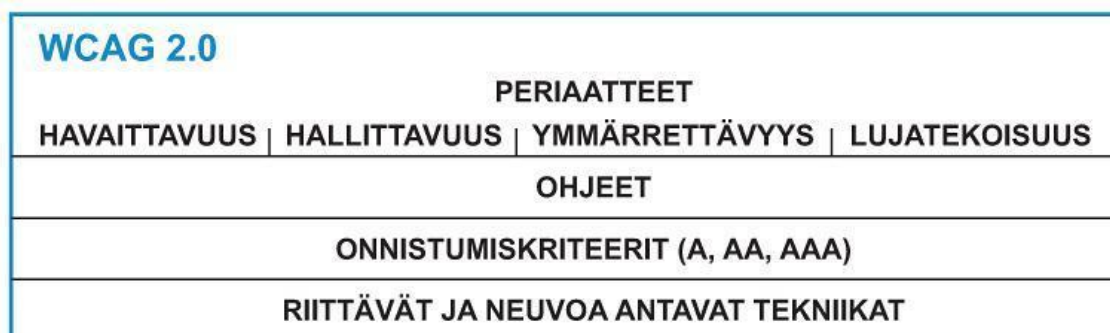 WCAG 2.0
PERIAATTEET
HAVAITTAVUUS | HALLITTAVUUS | YMMÄRRETTÄVYYS | LUJATEKOISUUS
OHJEET
ONNISTUMISKRITEERIT (A, AA, AAA)
RIITTÄVÄT JA NEUVOA ANTAVAT TEKNIIKAT